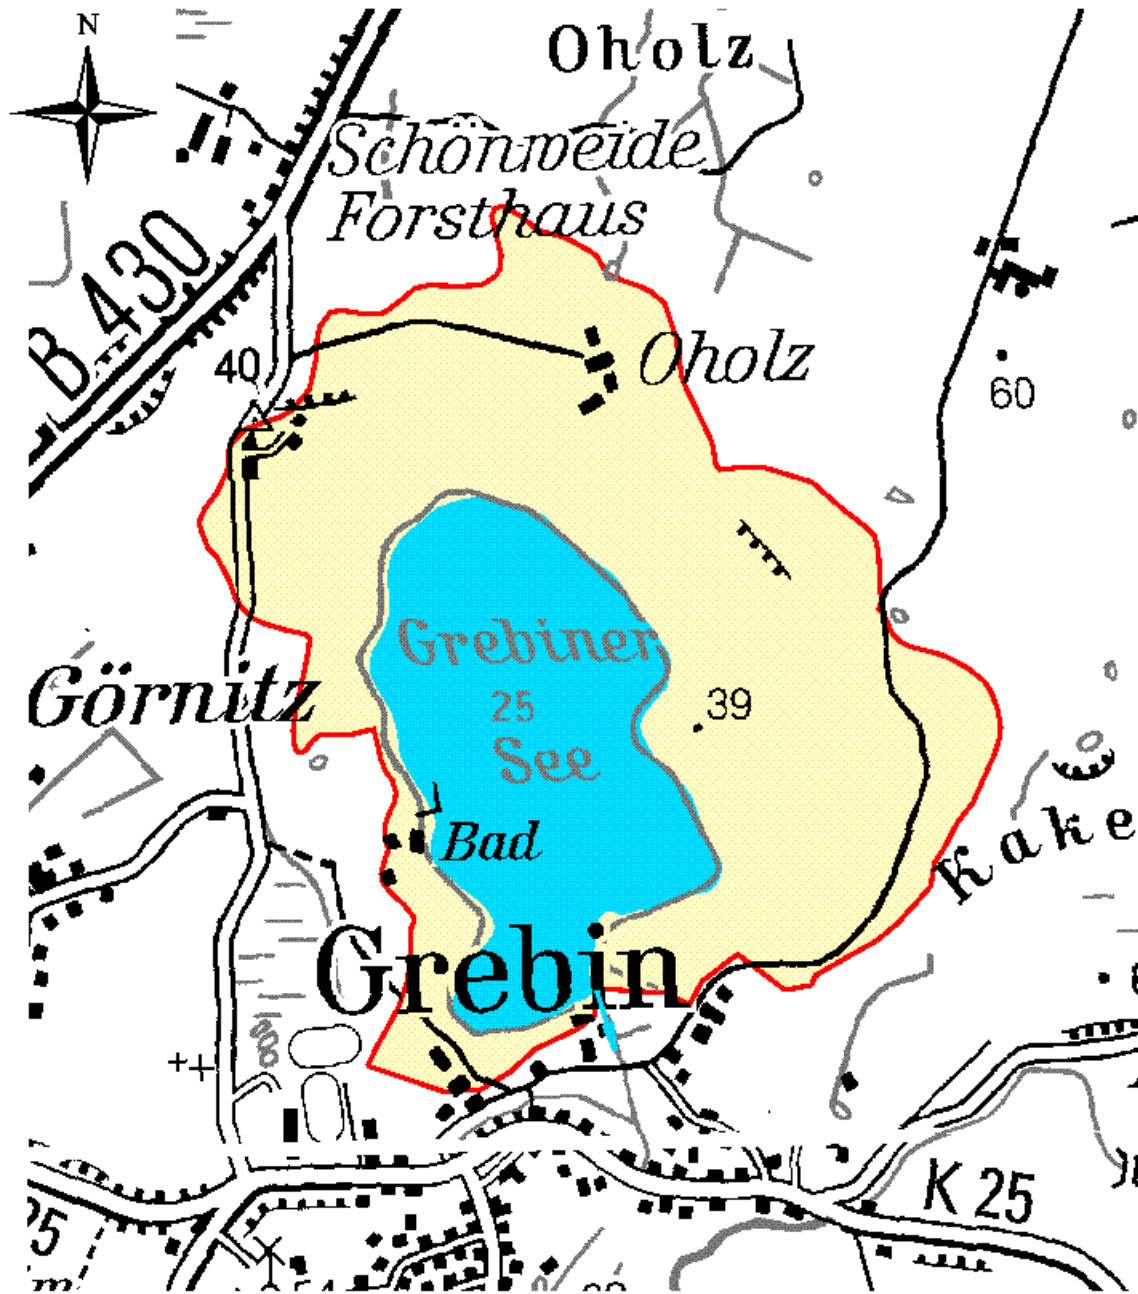 N
Oholz
Schönweide
Forsthaus
B 430
40
Oholz
60
Grebiner
25
See
39
Görnitz
Bad
Kake
Grebin
K 25